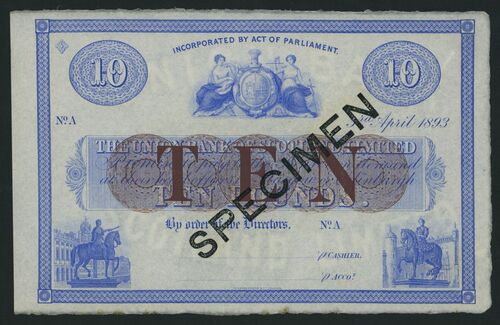 INCORPORATED BY ACT OF PARLIAMENT.
10 10
No. A April 1893
THE UNION BANK OF SCOTLAND LIMITED
TEN
TEN POUNDS.
SPECIMEN
By order of the Directors. No. A
p CASHIER.
p ACCOT.